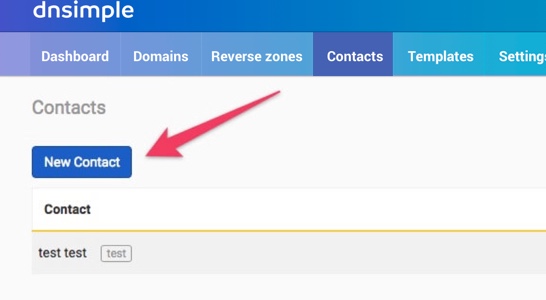 dnsimple
Dashboard Domains Reverse zones Contacts Templates Settings
Contacts
New Contact
Contact
test test test